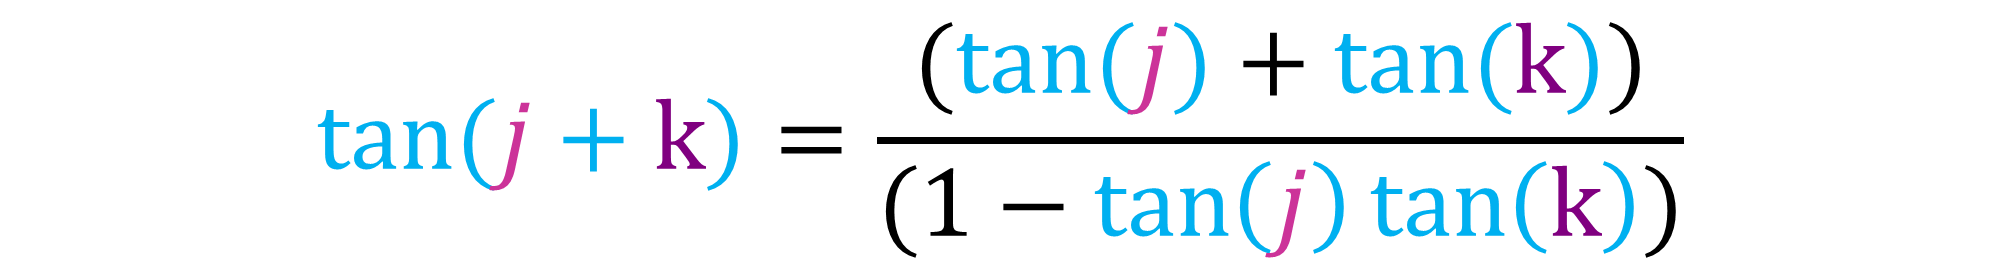 tan(j + k) = (tan(j) + tan(k)) / (1 − tan(j) tan(k))